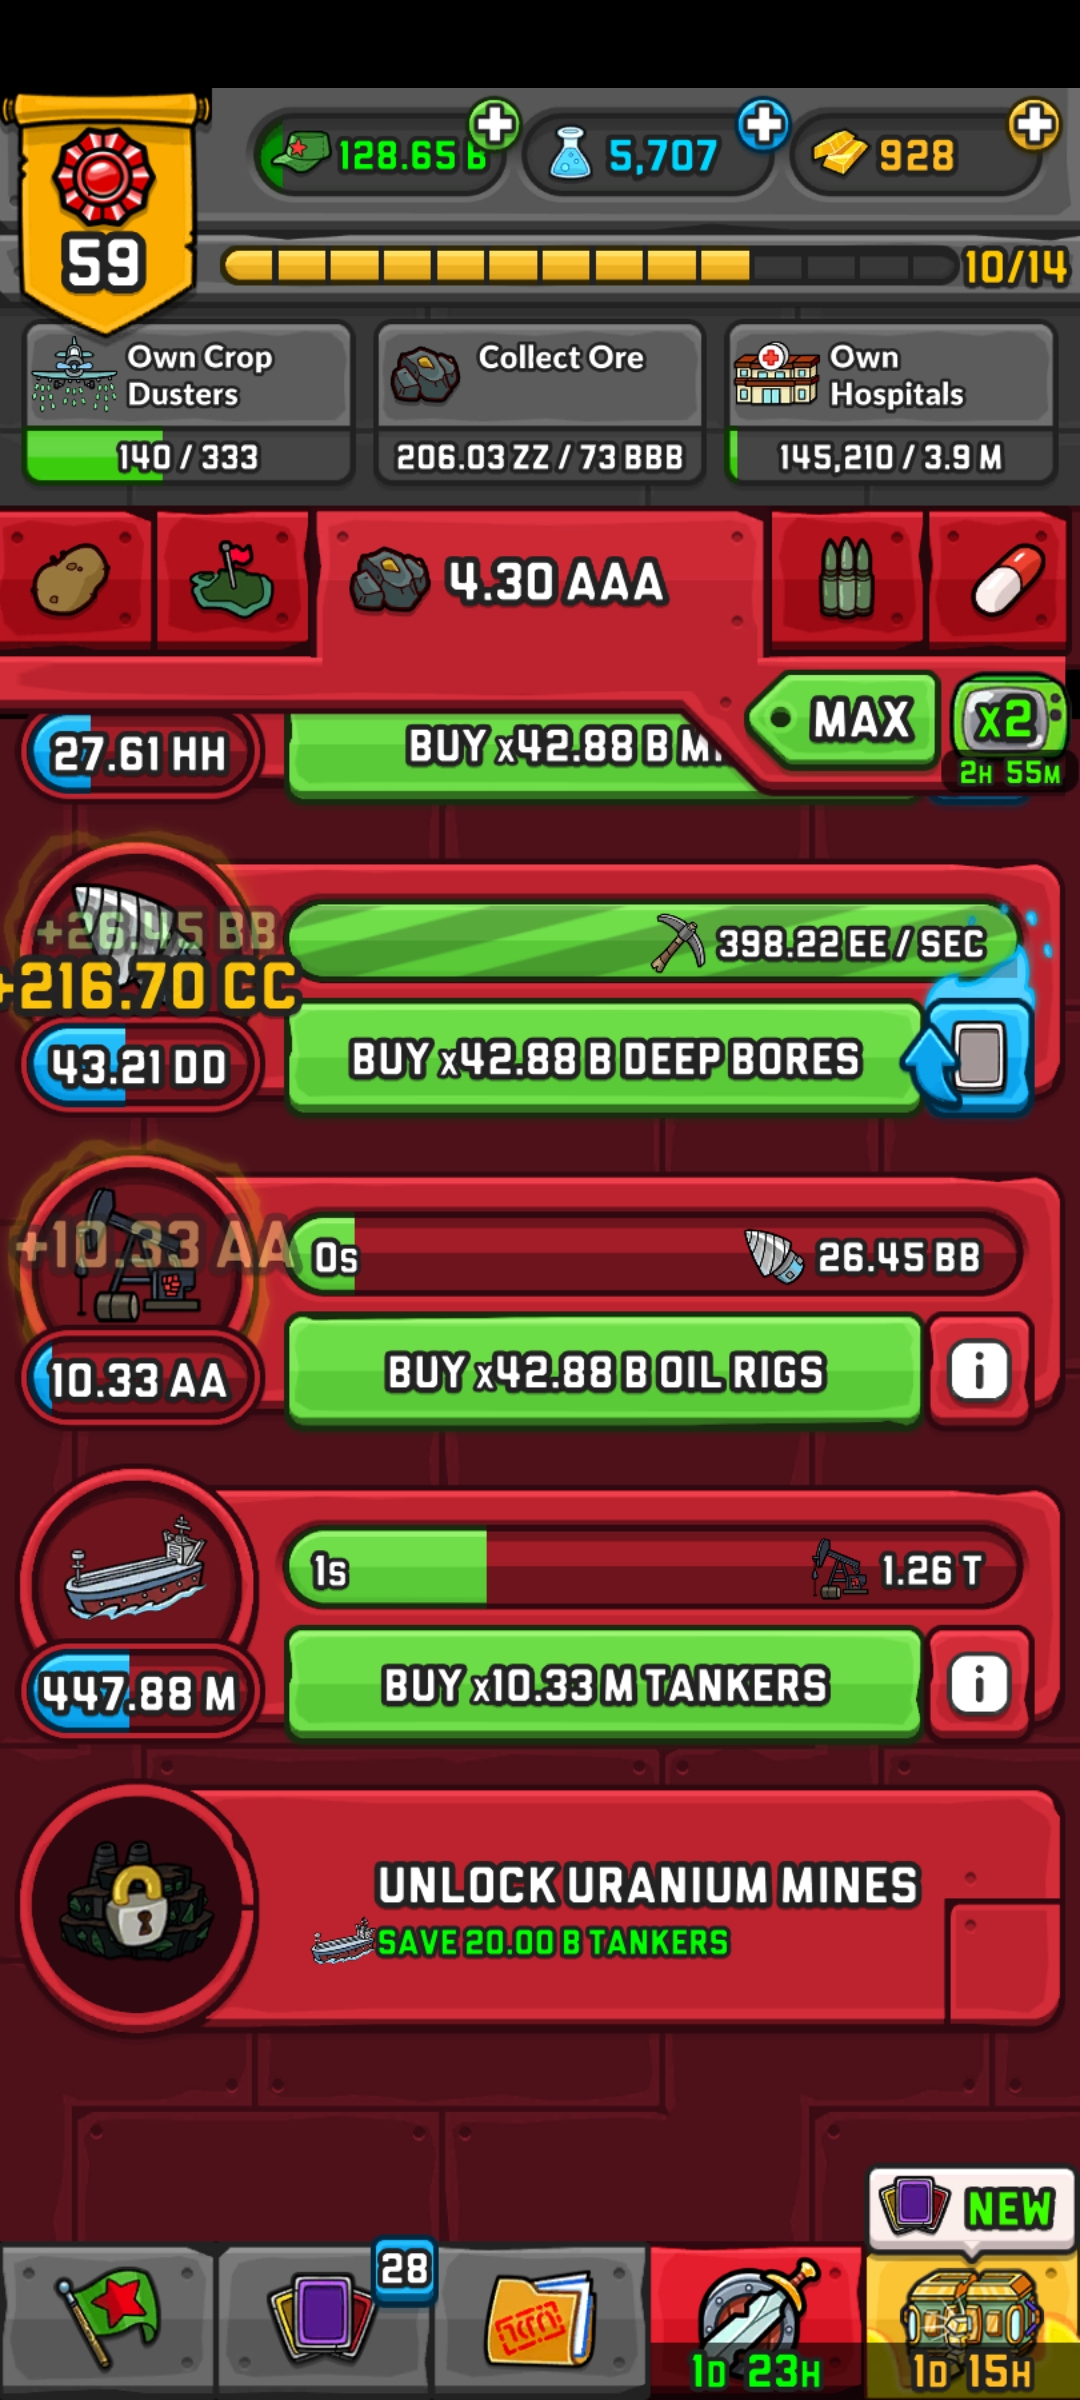 59
128.65 B
5,707
928
10/14
Own Crop
Dusters
140 / 333
Collect Ore
206.03 ZZ / 73 BBB
Own
Hospitals
145,210 / 3.9 M
4.30 AAA
MAX
x2
2H 55M
27.61 HH
BUY x42.88 B
+26.45 BB
+216.70 CC
398.22 EE / SEC
43.21 DD
BUY x42.88 B DEEP BORES
+10.33 AA
0s
26.45 BB
10.33 AA
BUY x42.88 B OIL RIGS
i
1s
1.26 T
447.88 M
BUY x10.33 M TANKERS
i
UNLOCK URANIUM MINES
SAVE 20.00 B TANKERS
NEW
28
1D 23H
1D 15H